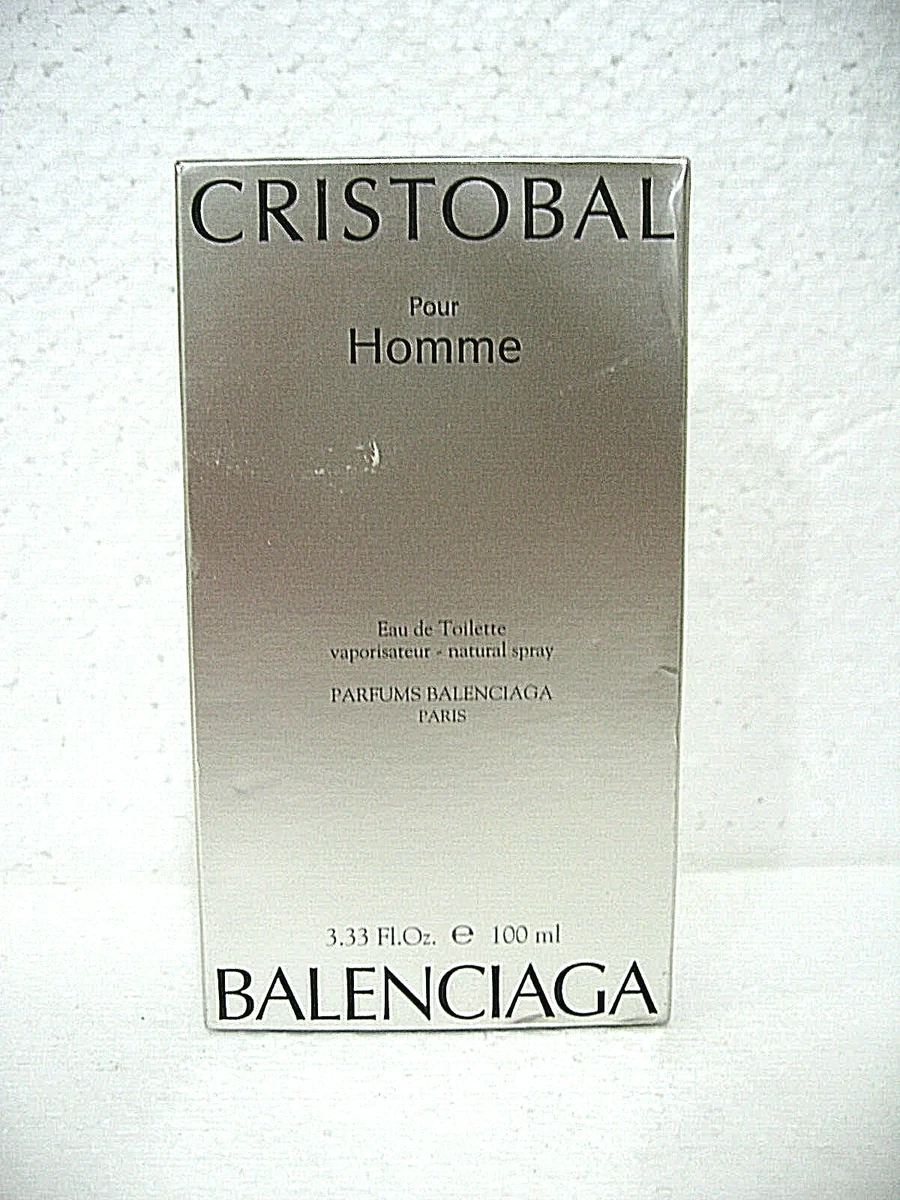 CRISTOBAL
Pour
Homme
Eau de Toilette
vaporisateur - natural spray
PARFUMS BALENCIAGA
PARIS
3.33 Fl.Oz. ℮ 100 ml
BALENCIAGA